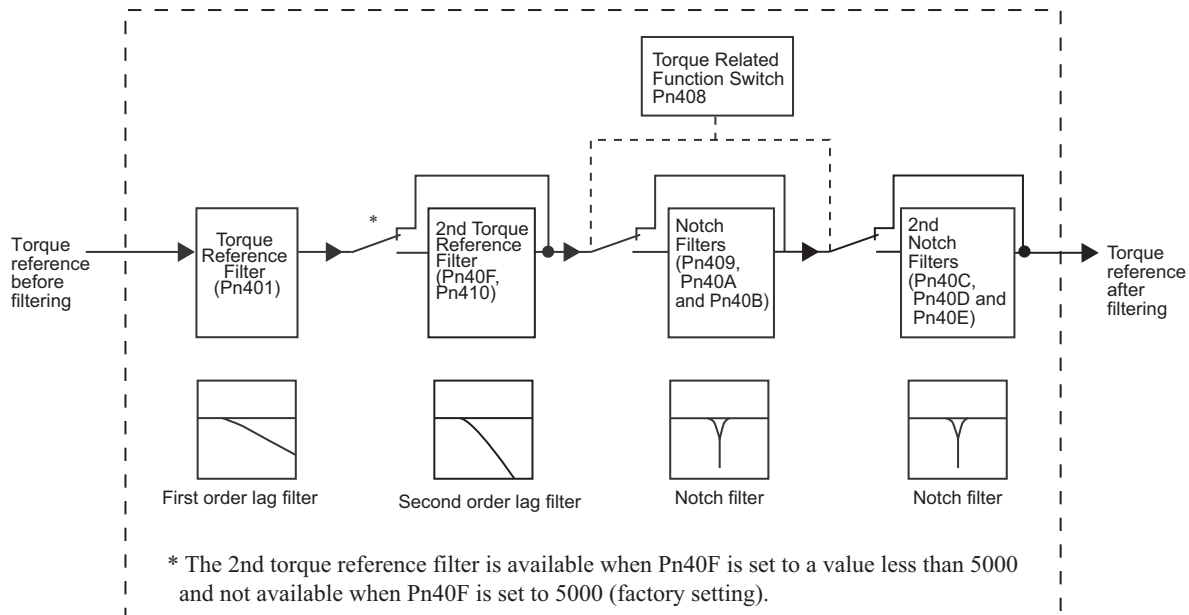 Torque Related
Function Switch
Pn408
Torque
reference
before
filtering
Torque
Reference
Filter
(Pn401)
*
2nd Torque
Reference
Filter
(Pn40F,
Pn410)
Notch
Filters
(Pn409,
Pn40A
and Pn40B)
2nd
Notch
Filters
(Pn40C,
Pn40D and
Pn40E)
Torque
reference
after
filtering
First order lag filter
Second order lag filter
Notch filter
Notch filter
* The 2nd torque reference filter is available when Pn40F is set to a value less than 5000
and not available when Pn40F is set to 5000 (factory setting).